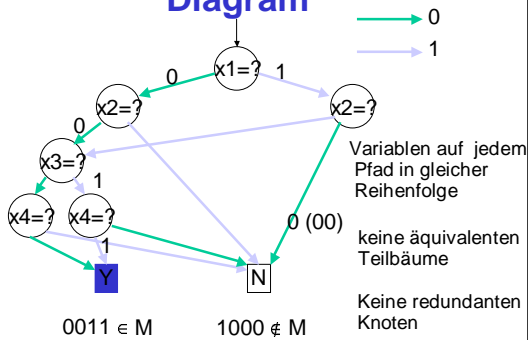 Diagram
0
1
x1=?
0
1
x2=?
x2=?
0
x3=?
Variablen auf jedem
Pfad in gleicher
Reihenfolge
1
x4=?
x4=?
0 (00)
1
keine äquivalenten
Teilbäume
Y
N
Keine redundanten
Knoten
0011 ∈ M
1000 ∉ M